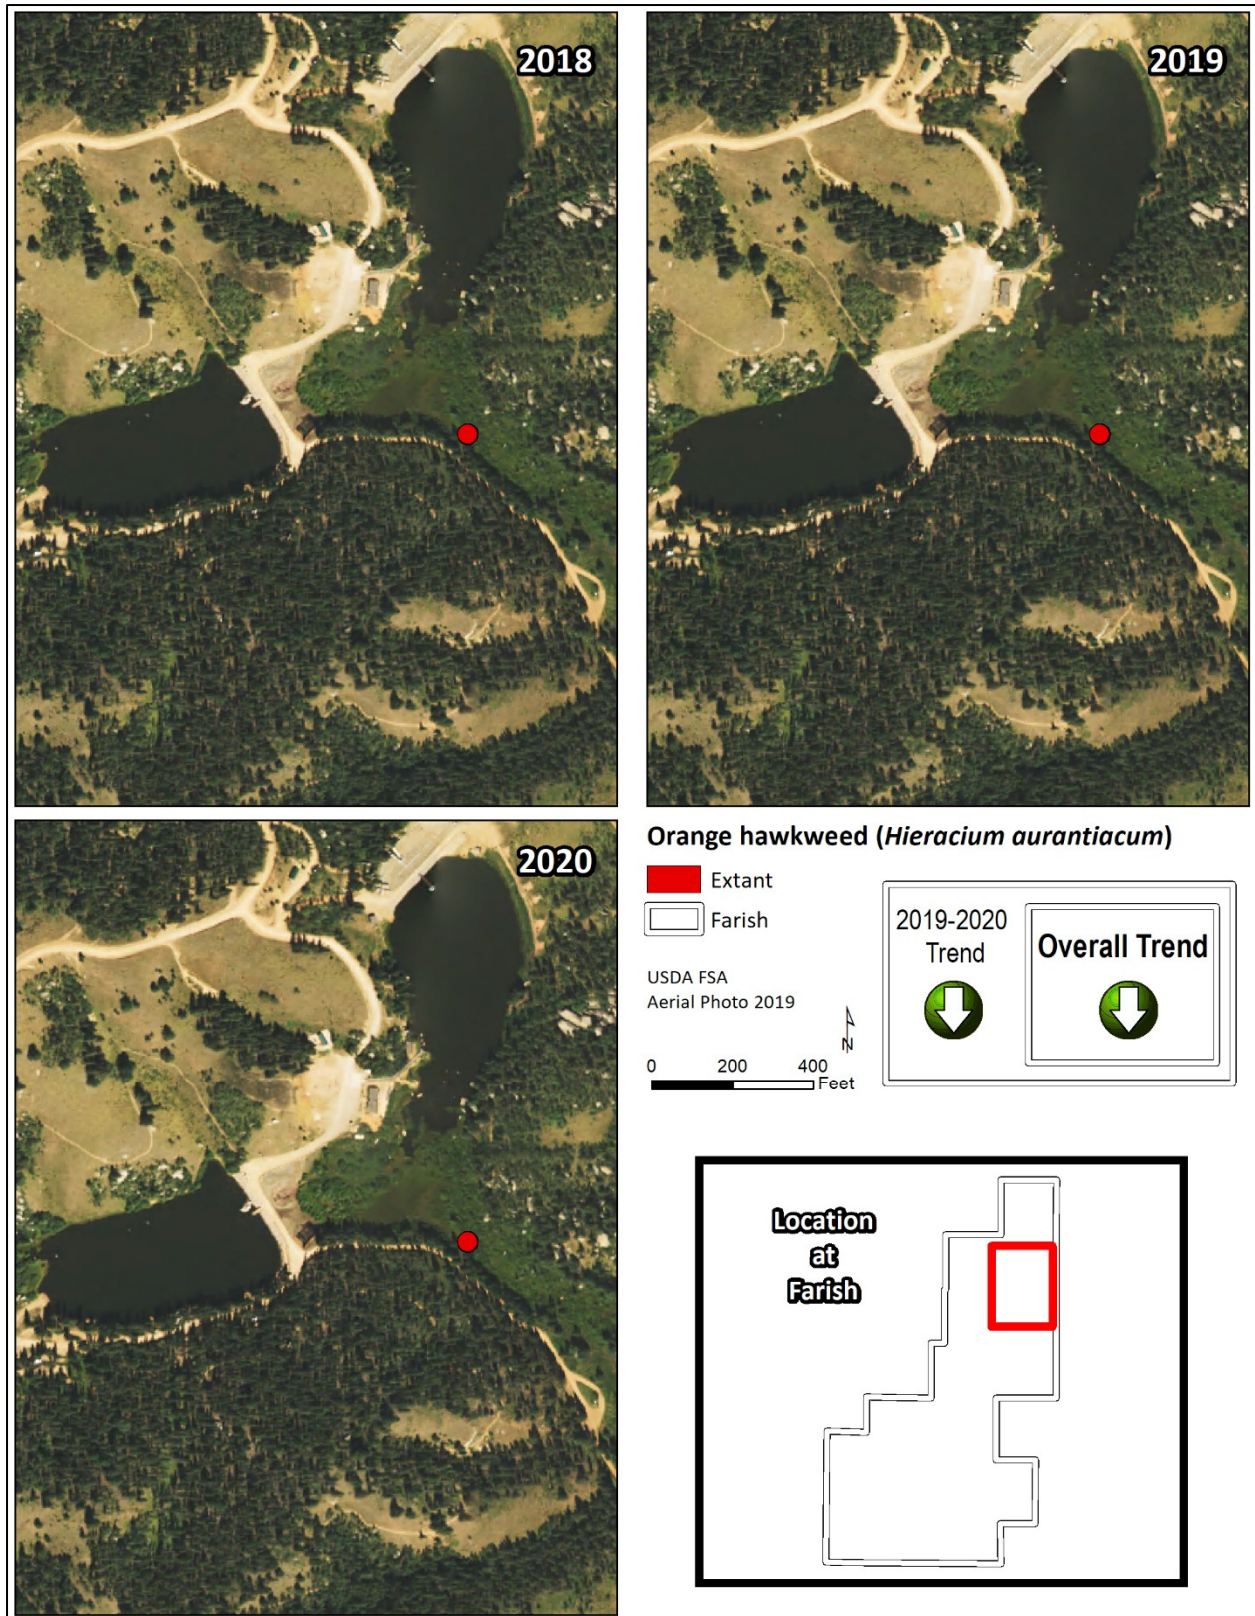 2018
2019
2020
Orange hawkweed (Hieracium aurantiacum)
Extant
Farish
USDA FSA
Aerial Photo 2019
N
0 200 400
Feet
2019-2020
Trend
Overall Trend
Location
at
Farish